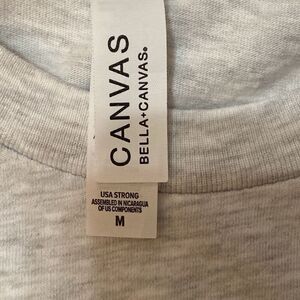 CANVAS
BELLA+CANVAS®
USA STRONG
ASSEMBLED IN NICARAGUA
OF US COMPONENTS
M